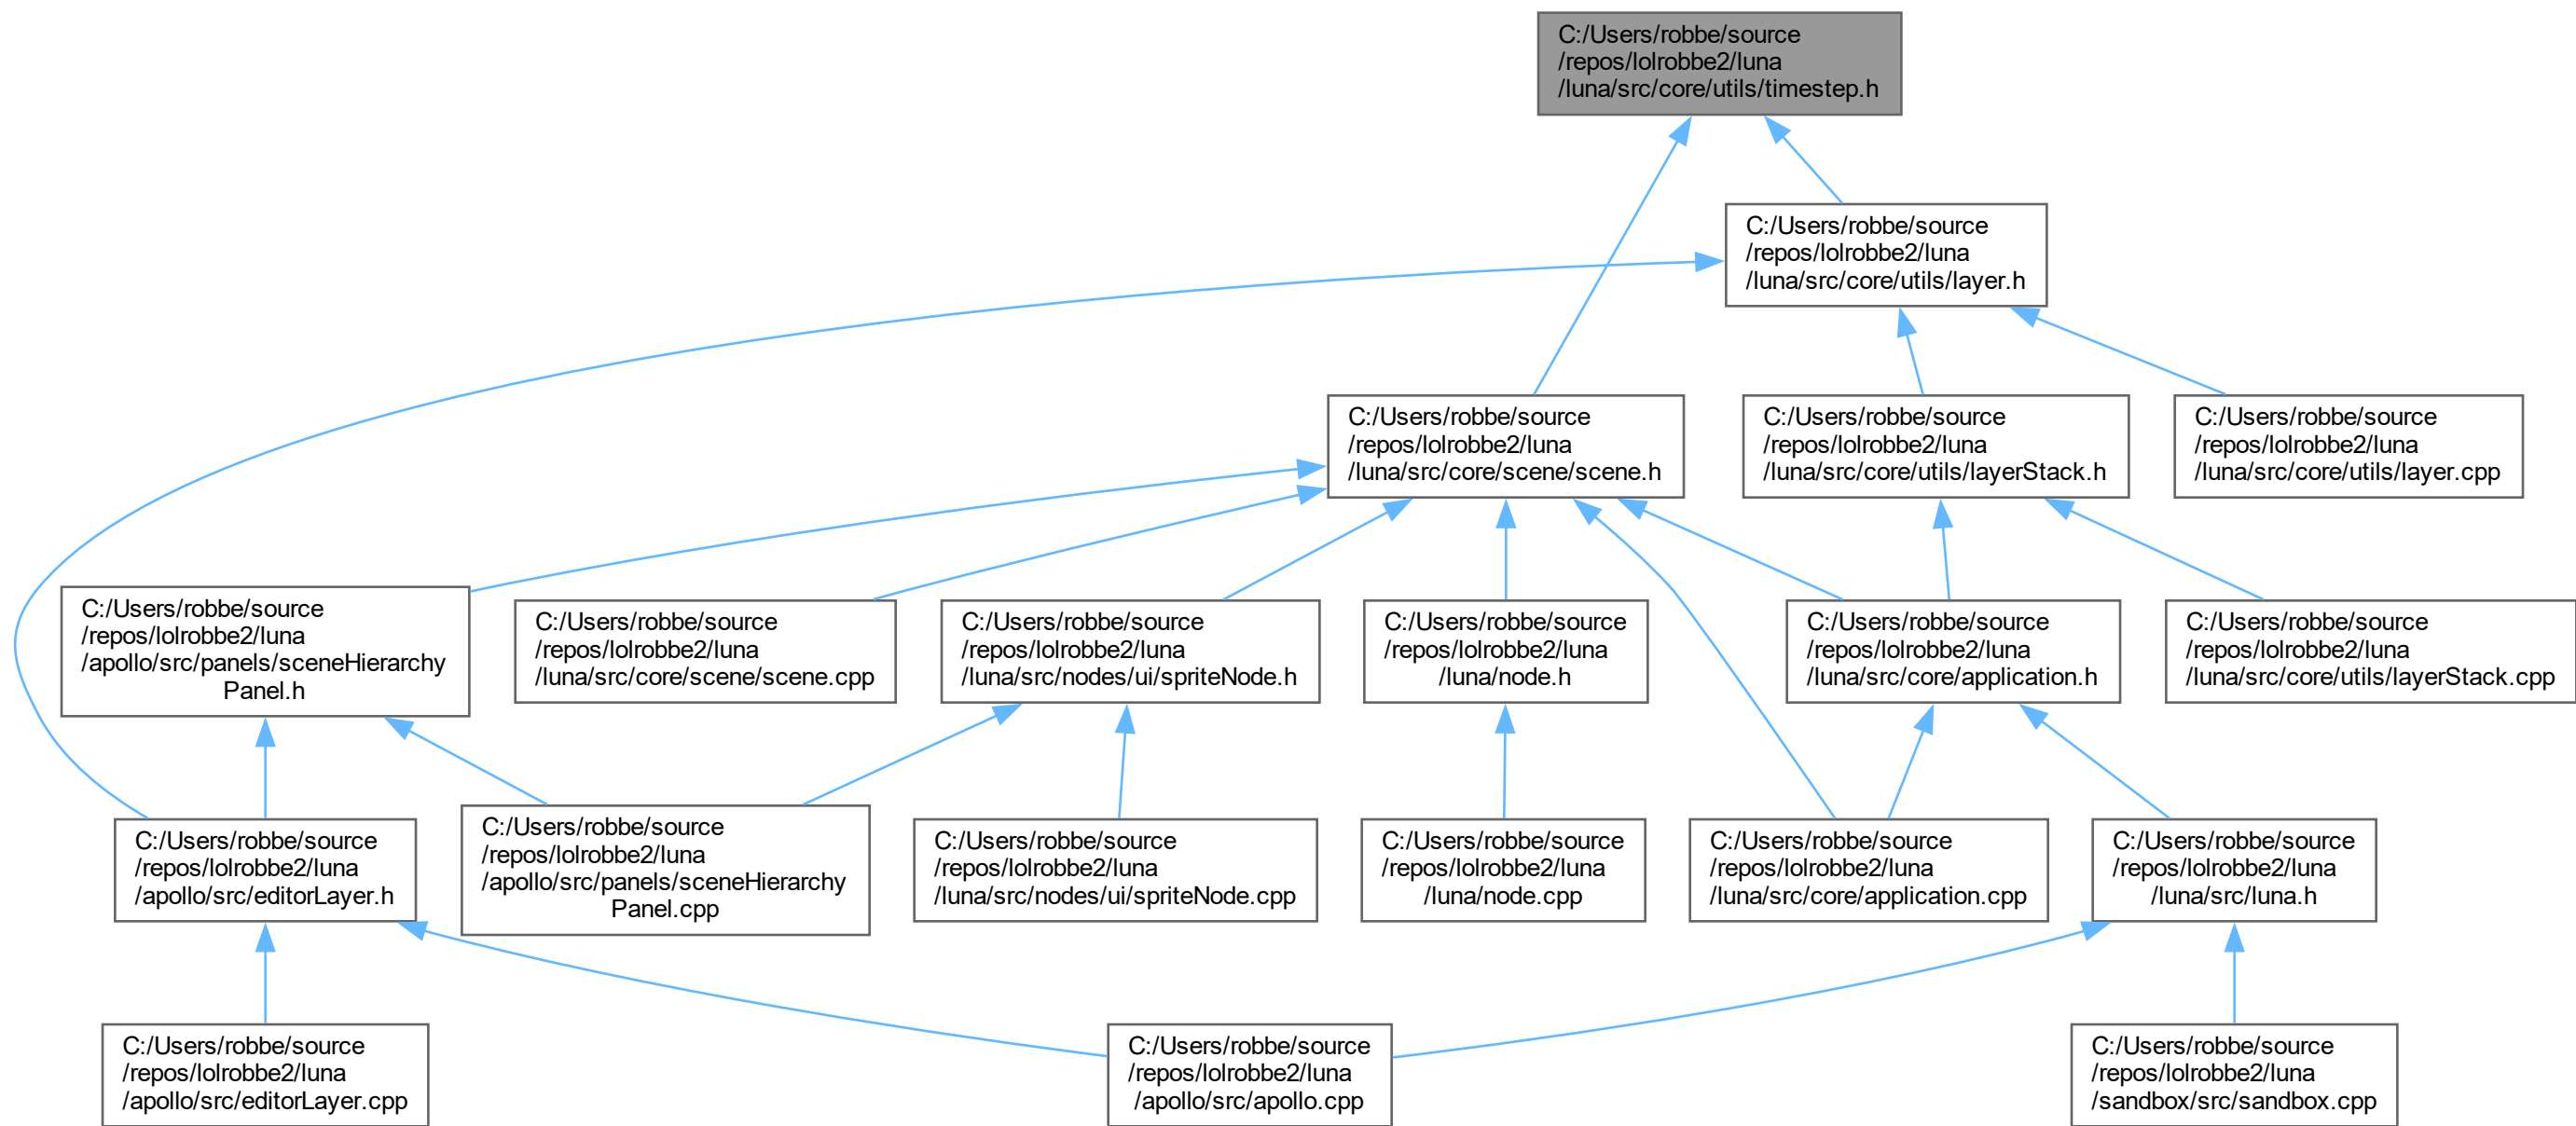 C:/Users/robbe/source
/repos/lolrobbe2/luna
/luna/src/core/utils/timestep.h
C:/Users/robbe/source
/repos/lolrobbe2/luna
/luna/src/core/utils/layer.h
C:/Users/robbe/source
/repos/lolrobbe2/luna
/luna/src/core/scene/scene.h
C:/Users/robbe/source
/repos/lolrobbe2/luna
/luna/src/core/utils/layerStack.h
C:/Users/robbe/source
/repos/lolrobbe2/luna
/luna/src/core/utils/layer.cpp
C:/Users/robbe/source
/repos/lolrobbe2/luna
/apollo/src/panels/sceneHierarchy
Panel.h
C:/Users/robbe/source
/repos/lolrobbe2/luna
/luna/src/core/scene/scene.cpp
C:/Users/robbe/source
/repos/lolrobbe2/luna
/luna/src/nodes/ui/spriteNode.h
C:/Users/robbe/source
/repos/lolrobbe2/luna
/luna/node.h
C:/Users/robbe/source
/repos/lolrobbe2/luna
/luna/src/core/application.h
C:/Users/robbe/source
/repos/lolrobbe2/luna
/luna/src/core/utils/layerStack.cpp
C:/Users/robbe/source
/repos/lolrobbe2/luna
/apollo/src/editorLayer.h
C:/Users/robbe/source
/repos/lolrobbe2/luna
/apollo/src/panels/sceneHierarchy
Panel.cpp
C:/Users/robbe/source
/repos/lolrobbe2/luna
/luna/src/nodes/ui/spriteNode.cpp
C:/Users/robbe/source
/repos/lolrobbe2/luna
/luna/node.cpp
C:/Users/robbe/source
/repos/lolrobbe2/luna
/luna/src/core/application.cpp
C:/Users/robbe/source
/repos/lolrobbe2/luna
/luna/src/luna.h
C:/Users/robbe/source
/repos/lolrobbe2/luna
/apollo/src/editorLayer.cpp
C:/Users/robbe/source
/repos/lolrobbe2/luna
/apollo/src/apollo.cpp
C:/Users/robbe/source
/repos/lolrobbe2/luna
/sandbox/src/sandbox.cpp